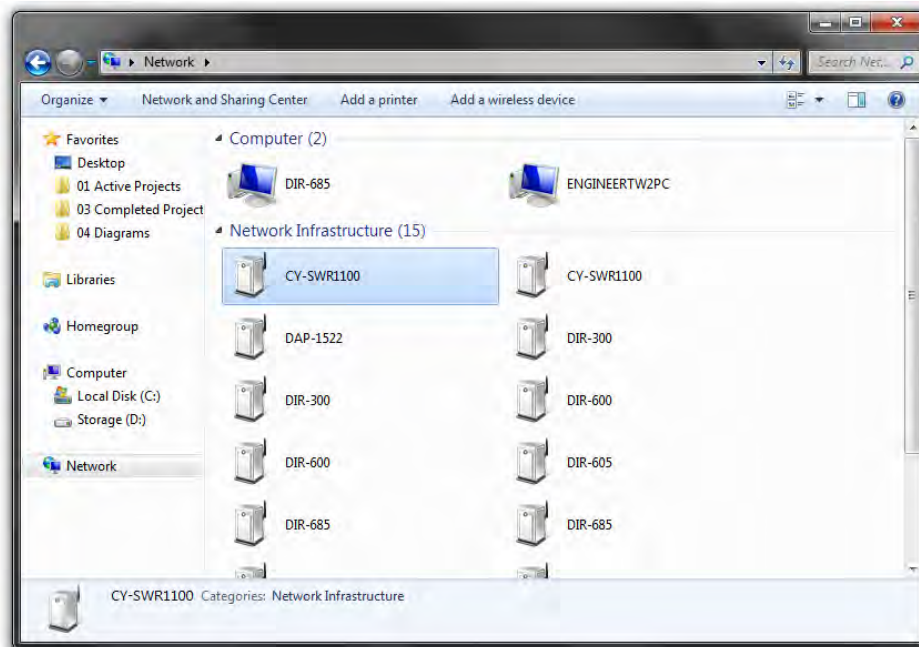 Network
Search Net...
Organize Network and Sharing Center Add a printer Add a wireless device
Favorites
Desktop
01 Active Projects
03 Completed Project
04 Diagrams
Libraries
Homegroup
Computer
Local Disk (C:)
Storage (D:)
Network
Computer (2)
DIR-685 ENGINEERTW2PC
Network Infrastructure (15)
CY-SWR1100 CY-SWR1100
DAP-1522 DIR-300
DIR-300 DIR-600
DIR-600 DIR-605
DIR-685 DIR-685
CY-SWR1100 Categories: Network Infrastructure